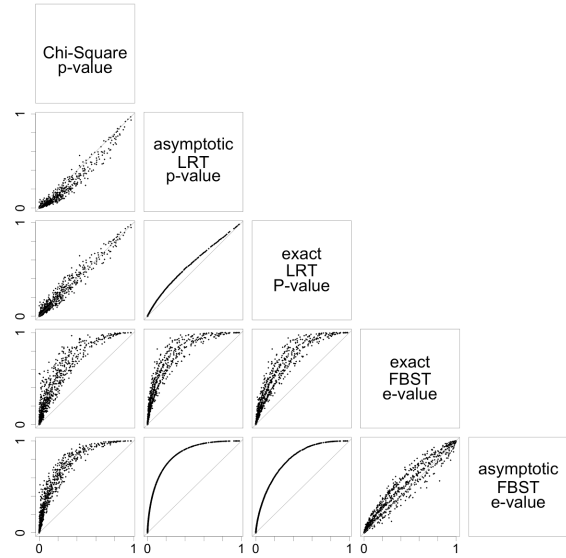 Chi-Square
p-value
1
0
asymptotic
LRT
p-value
1
0
exact
LRT
P-value
1
0
exact
FBST
e-value
1
0
asymptotic
FBST
e-value
0 1 0 1 0 1 0 1